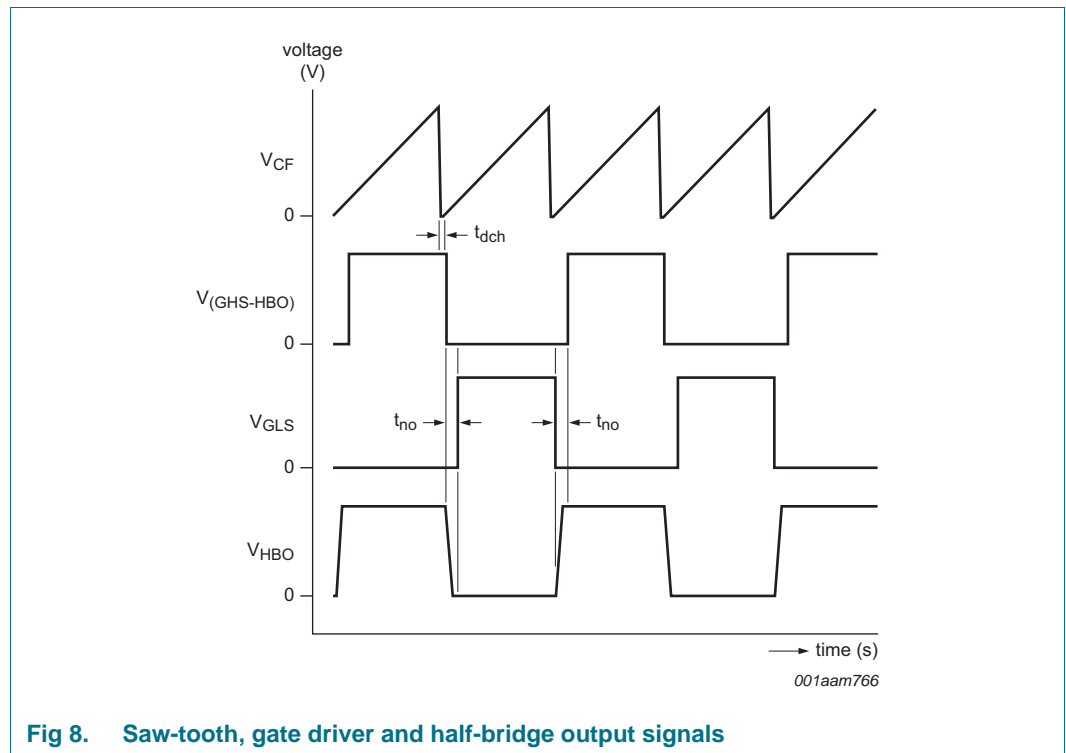 voltage
(V)
VCF
0
tdch
V(GHS-HBO)
0
tno
tno
VGLS
0
VHBO
0
time (s)
001aam766
Fig 8. Saw-tooth, gate driver and half-bridge output signals